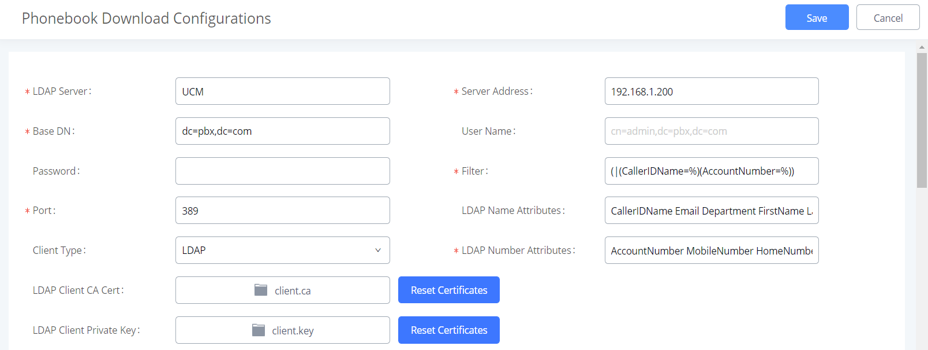 Phonebook Download Configurations Save Cancel
* LDAP Server: UCM * Server Address: 192.168.1.200
* Base DN: dc=pbx,dc=com User Name: cn=admin,dc=pbx,dc=com
Password: * Filter: (|(CallerIDName=%)(AccountNumber=%))
* Port: 389 LDAP Name Attributes: CallerIDName Email Department FirstName L
Client Type: LDAP * LDAP Number Attributes: AccountNumber MobileNumber HomeNumbe
LDAP Client CA Cert: client.ca Reset Certificates
LDAP Client Private Key: client.key Reset Certificates